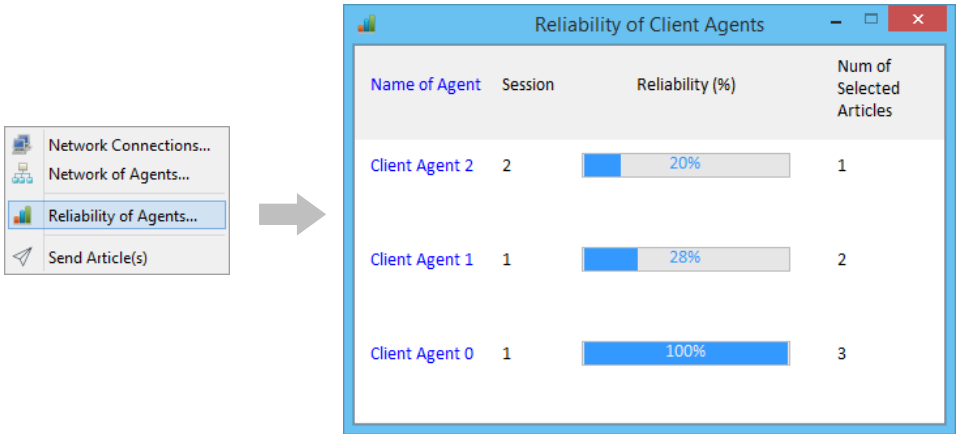 Network Connections...
Network of Agents...
Reliability of Agents...
Send Article(s)
Reliability of Client Agents
Name of Agent Session Reliability (%) Num of
Selected
Articles
Client Agent 2 2 20% 1
Client Agent 1 1 28% 2
Client Agent 0 1 100% 3